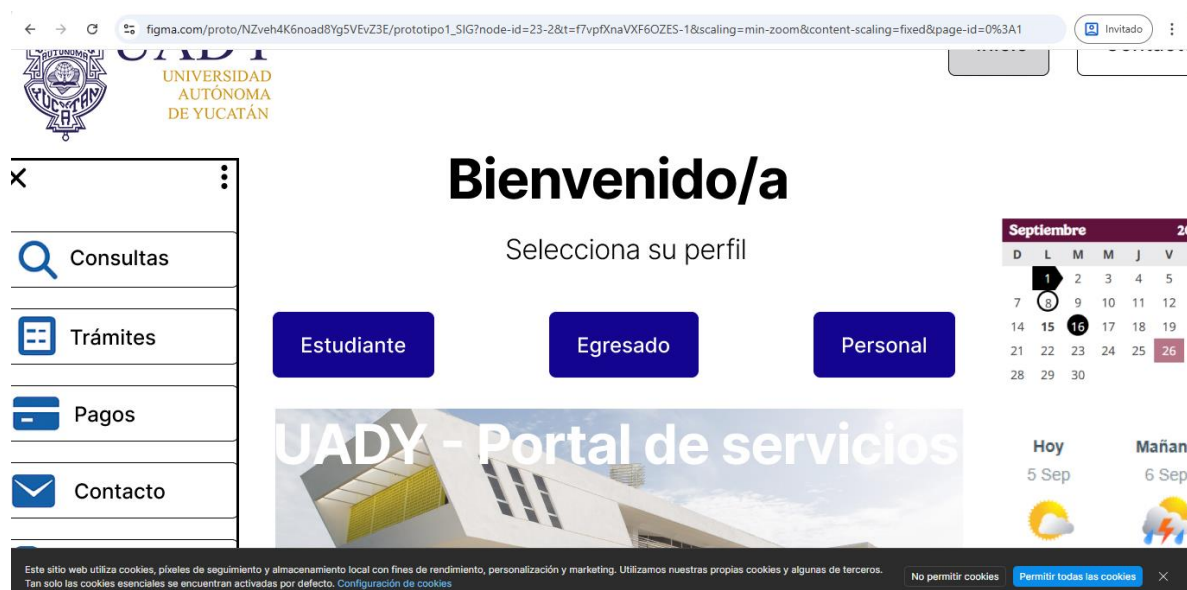 figma.com/proto/NZveh4K6noad8Yg5VEvZ3E/prototipo1_SIG?node-id=23-2&t=f7vpfXnaVXF6OZES-1&scaling=min-zoom&content-scaling=fixed&page-id=0%3A1
Invitado
UADY
UNIVERSIDAD
AUTÓNOMA
DE YUCATÁN
Inicio
Bienvenido/a
Selecciona su perfil
Consultas
Trámites
Pagos
Contacto
Estudiante
Egresado
Personal
UADY - Portal de servicios
Septiembre 20
D L M M J V
1 2 3 4 5
7 8 9 10 11 12
14 15 16 17 18 19
21 22 23 24 25 26
28 29 30
Hoy
5 Sep
Mañan
6 Sep
Este sitio web utiliza cookies, píxeles de seguimiento y almacenamiento local con fines de rendimiento, personalización y marketing. Utilizamos nuestras propias cookies y algunas de terceros.
Tan solo las cookies esenciales se encuentran activadas por defecto. Configuración de cookies
No permitir cookies
Permitir todas las cookies